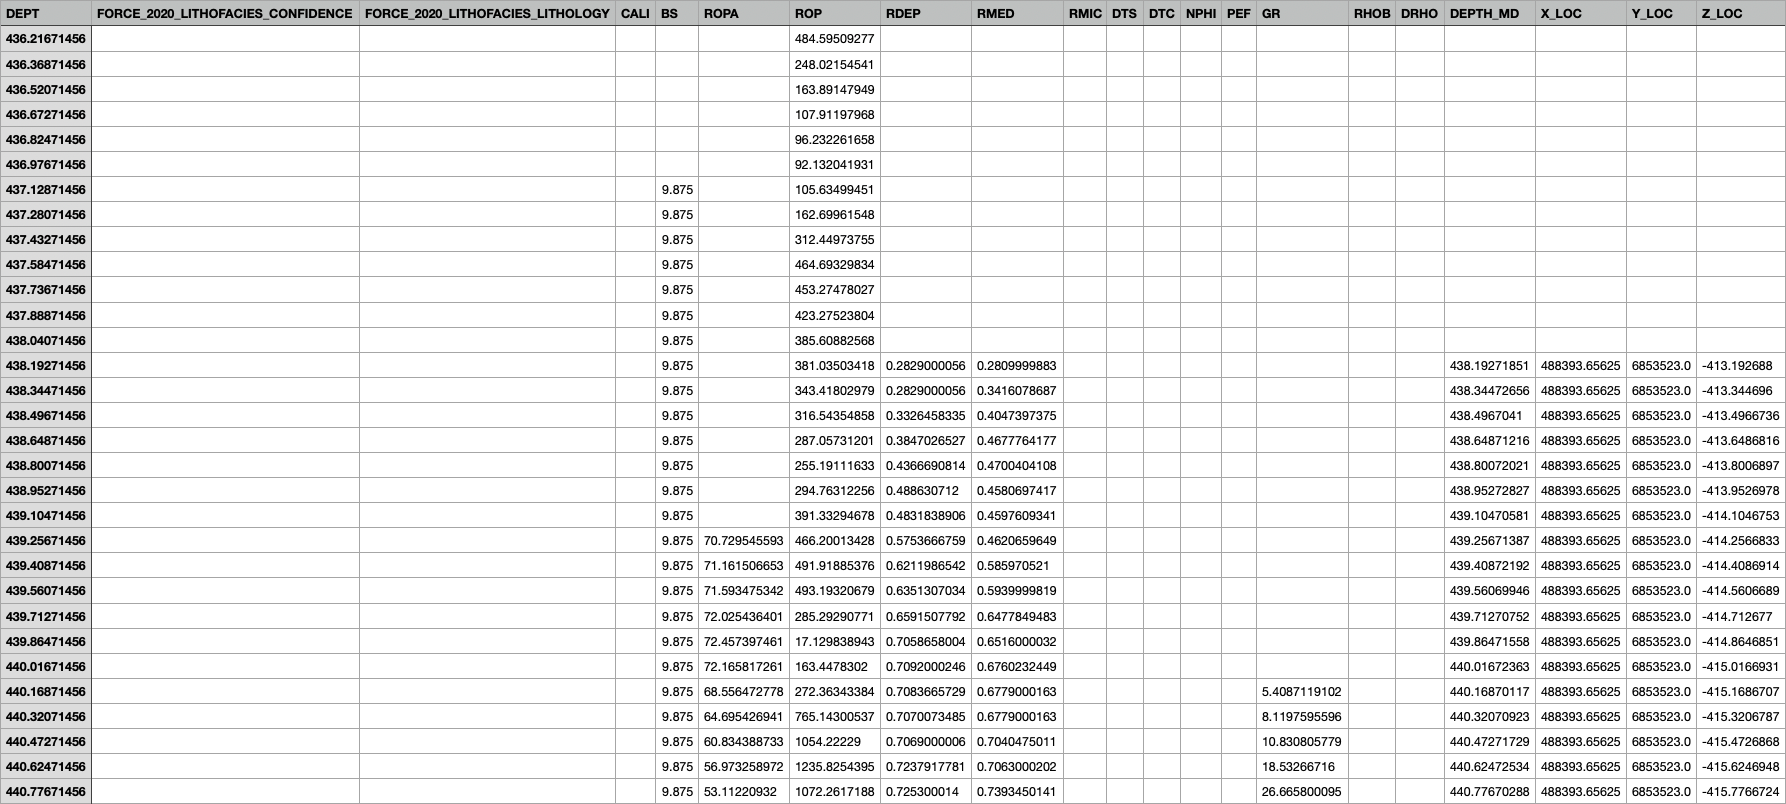 DEPT FORCE_2020_LITHOFACIES_CONFIDENCE FORCE_2020_LITHOFACIES_LITHOLOGY CALI BS ROPA ROP RDEP RMED RMIC DTS DTC NPHI PEF GR RHOB DRHO DEPTH_MD X_LOC Y_LOC Z_LOC
436.21671456 484.59509277
436.36871456 248.02154541
436.52071456 163.89147949
436.67271456 107.91197968
436.82471456 96.232261658
436.97671456 92.132041931
437.12871456 9.875 105.63499451
437.28071456 9.875 162.69961548
437.43271456 9.875 312.44973755
437.58471456 9.875 464.69329834
437.73671456 9.875 453.27478027
437.88871456 9.875 423.27523804
438.04071456 9.875 385.60882568
438.19271456 9.875 381.03503418 0.2829000056 0.2809999883 438.19271851 488393.65625 6853523.0 -413.192688
438.34471456 9.875 343.41802979 0.2829000056 0.3416078687 438.34472656 488393.65625 6853523.0 -413.344696
438.49671456 9.875 316.54354858 0.3326458335 0.4047397375 438.4967041 488393.65625 6853523.0 -413.4966736
438.64871456 9.875 287.05731201 0.3847026527 0.4677764177 438.64871216 488393.65625 6853523.0 -413.6486816
438.80071456 9.875 255.19111633 0.4366690814 0.4700404108 438.80072021 488393.65625 6853523.0 -413.8006897
438.95271456 9.875 294.76312256 0.488630712 0.4580697417 438.95272827 488393.65625 6853523.0 -413.9526978
439.10471456 9.875 391.33294678 0.4831838906 0.4597609341 439.10470581 488393.65625 6853523.0 -414.1046753
439.25671456 9.875 70.729545593 466.20013428 0.5753666759 0.4620659649 439.25671387 488393.65625 6853523.0 -414.2566833
439.40871456 9.875 71.161506653 491.91885376 0.6211986542 0.585970521 439.40872192 488393.65625 6853523.0 -414.4086914
439.56071456 9.875 71.593475342 493.19320679 0.6351307034 0.5939999819 439.56069946 488393.65625 6853523.0 -414.5606689
439.71271456 9.875 72.025436401 285.29290771 0.6591507792 0.6477849483 439.71270752 488393.65625 6853523.0 -414.712677
439.86471456 9.875 72.457397461 17.129838943 0.7058658004 0.6516000032 439.86471558 488393.65625 6853523.0 -414.8646851
440.01671456 9.875 72.165817261 163.4478302 0.7092000246 0.6760232449 440.01672363 488393.65625 6853523.0 -415.0166931
440.16871456 9.875 68.556472778 272.36343384 0.7083665729 0.6779000163 5.4087119102 440.16870117 488393.65625 6853523.0 -415.1686707
440.32071456 9.875 64.695426941 765.14300537 0.7070073485 0.6779000163 8.1197595596 440.32070923 488393.65625 6853523.0 -415.3206787
440.47271456 9.875 60.834388733 1054.22229 0.7069000006 0.7040475011 10.830805779 440.47271729 488393.65625 6853523.0 -415.4726868
440.62471456 9.875 56.973258972 1235.8254395 0.7237917781 0.7063000202 18.53266716 440.62472534 488393.65625 6853523.0 -415.6246948
440.77671456 9.875 53.11220932 1072.2617188 0.725300014 0.7393450141 26.665800095 440.77670288 488393.65625 6853523.0 -415.7766724